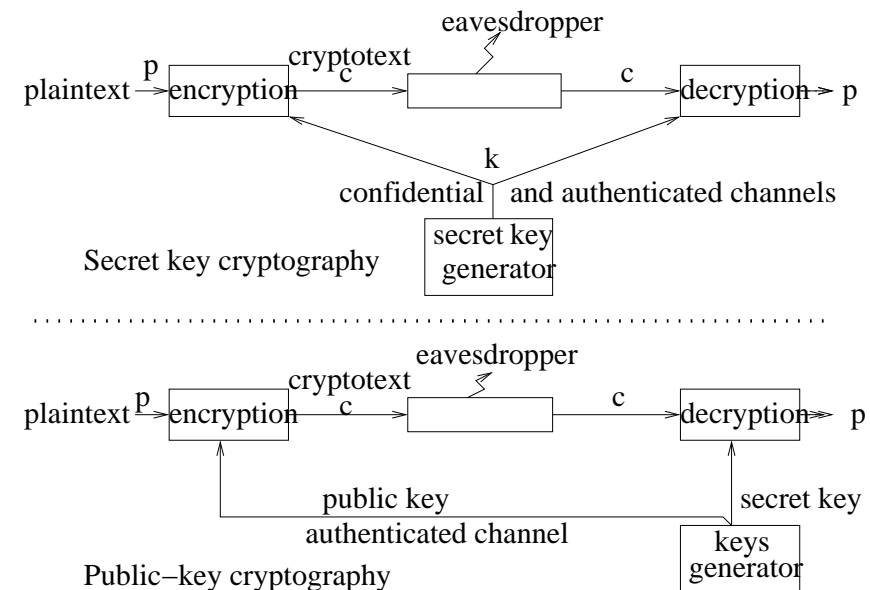 eavesdropper
cryptotext
p
c
c
plaintext
encryption
decryption
p
k
confidential and authenticated channels
secret key
generator
Secret key cryptography
eavesdropper
cryptotext
p
c
c
plaintext
encryption
decryption
p
public key
secret key
authenticated channel
keys
generator
Public−key cryptography